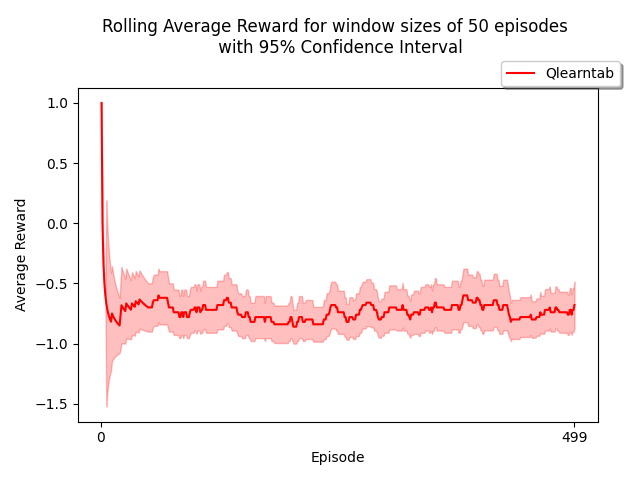 Rolling Average Reward for window sizes of 50 episodes
with 95% Confidence Interval
Qlearntab
1.0
0.5
0.0
−0.5
−1.0
−1.5
Average Reward
0
499
Episode